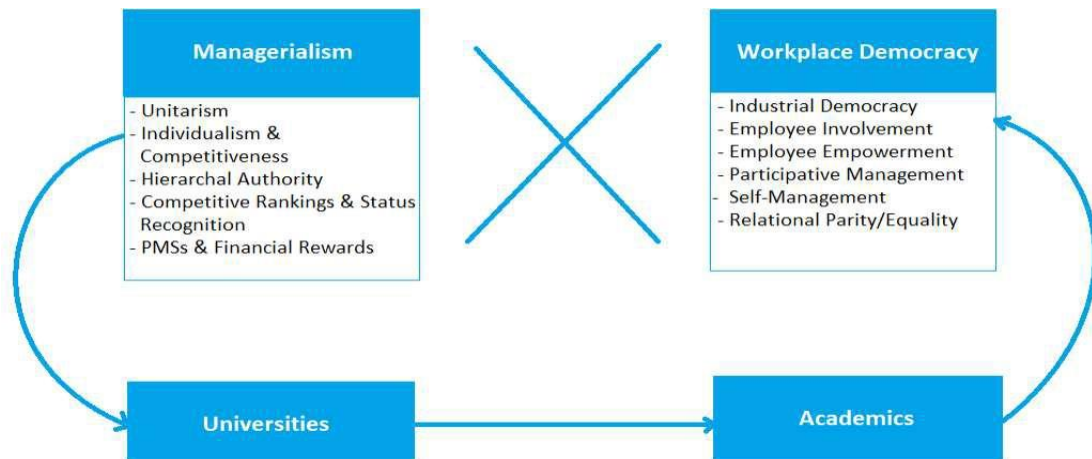 Managerialism
- Unitarism
- Individualism &
Competitiveness
- Hierarchal Authority
- Competitive Rankings & Status
Recognition
- PMSs & Financial Rewards
Workplace Democracy
- Industrial Democracy
- Employee Involvement
- Employee Empowerment
- Participative Management
- Self-Management
- Relational Parity/Equality
Universities
Academics